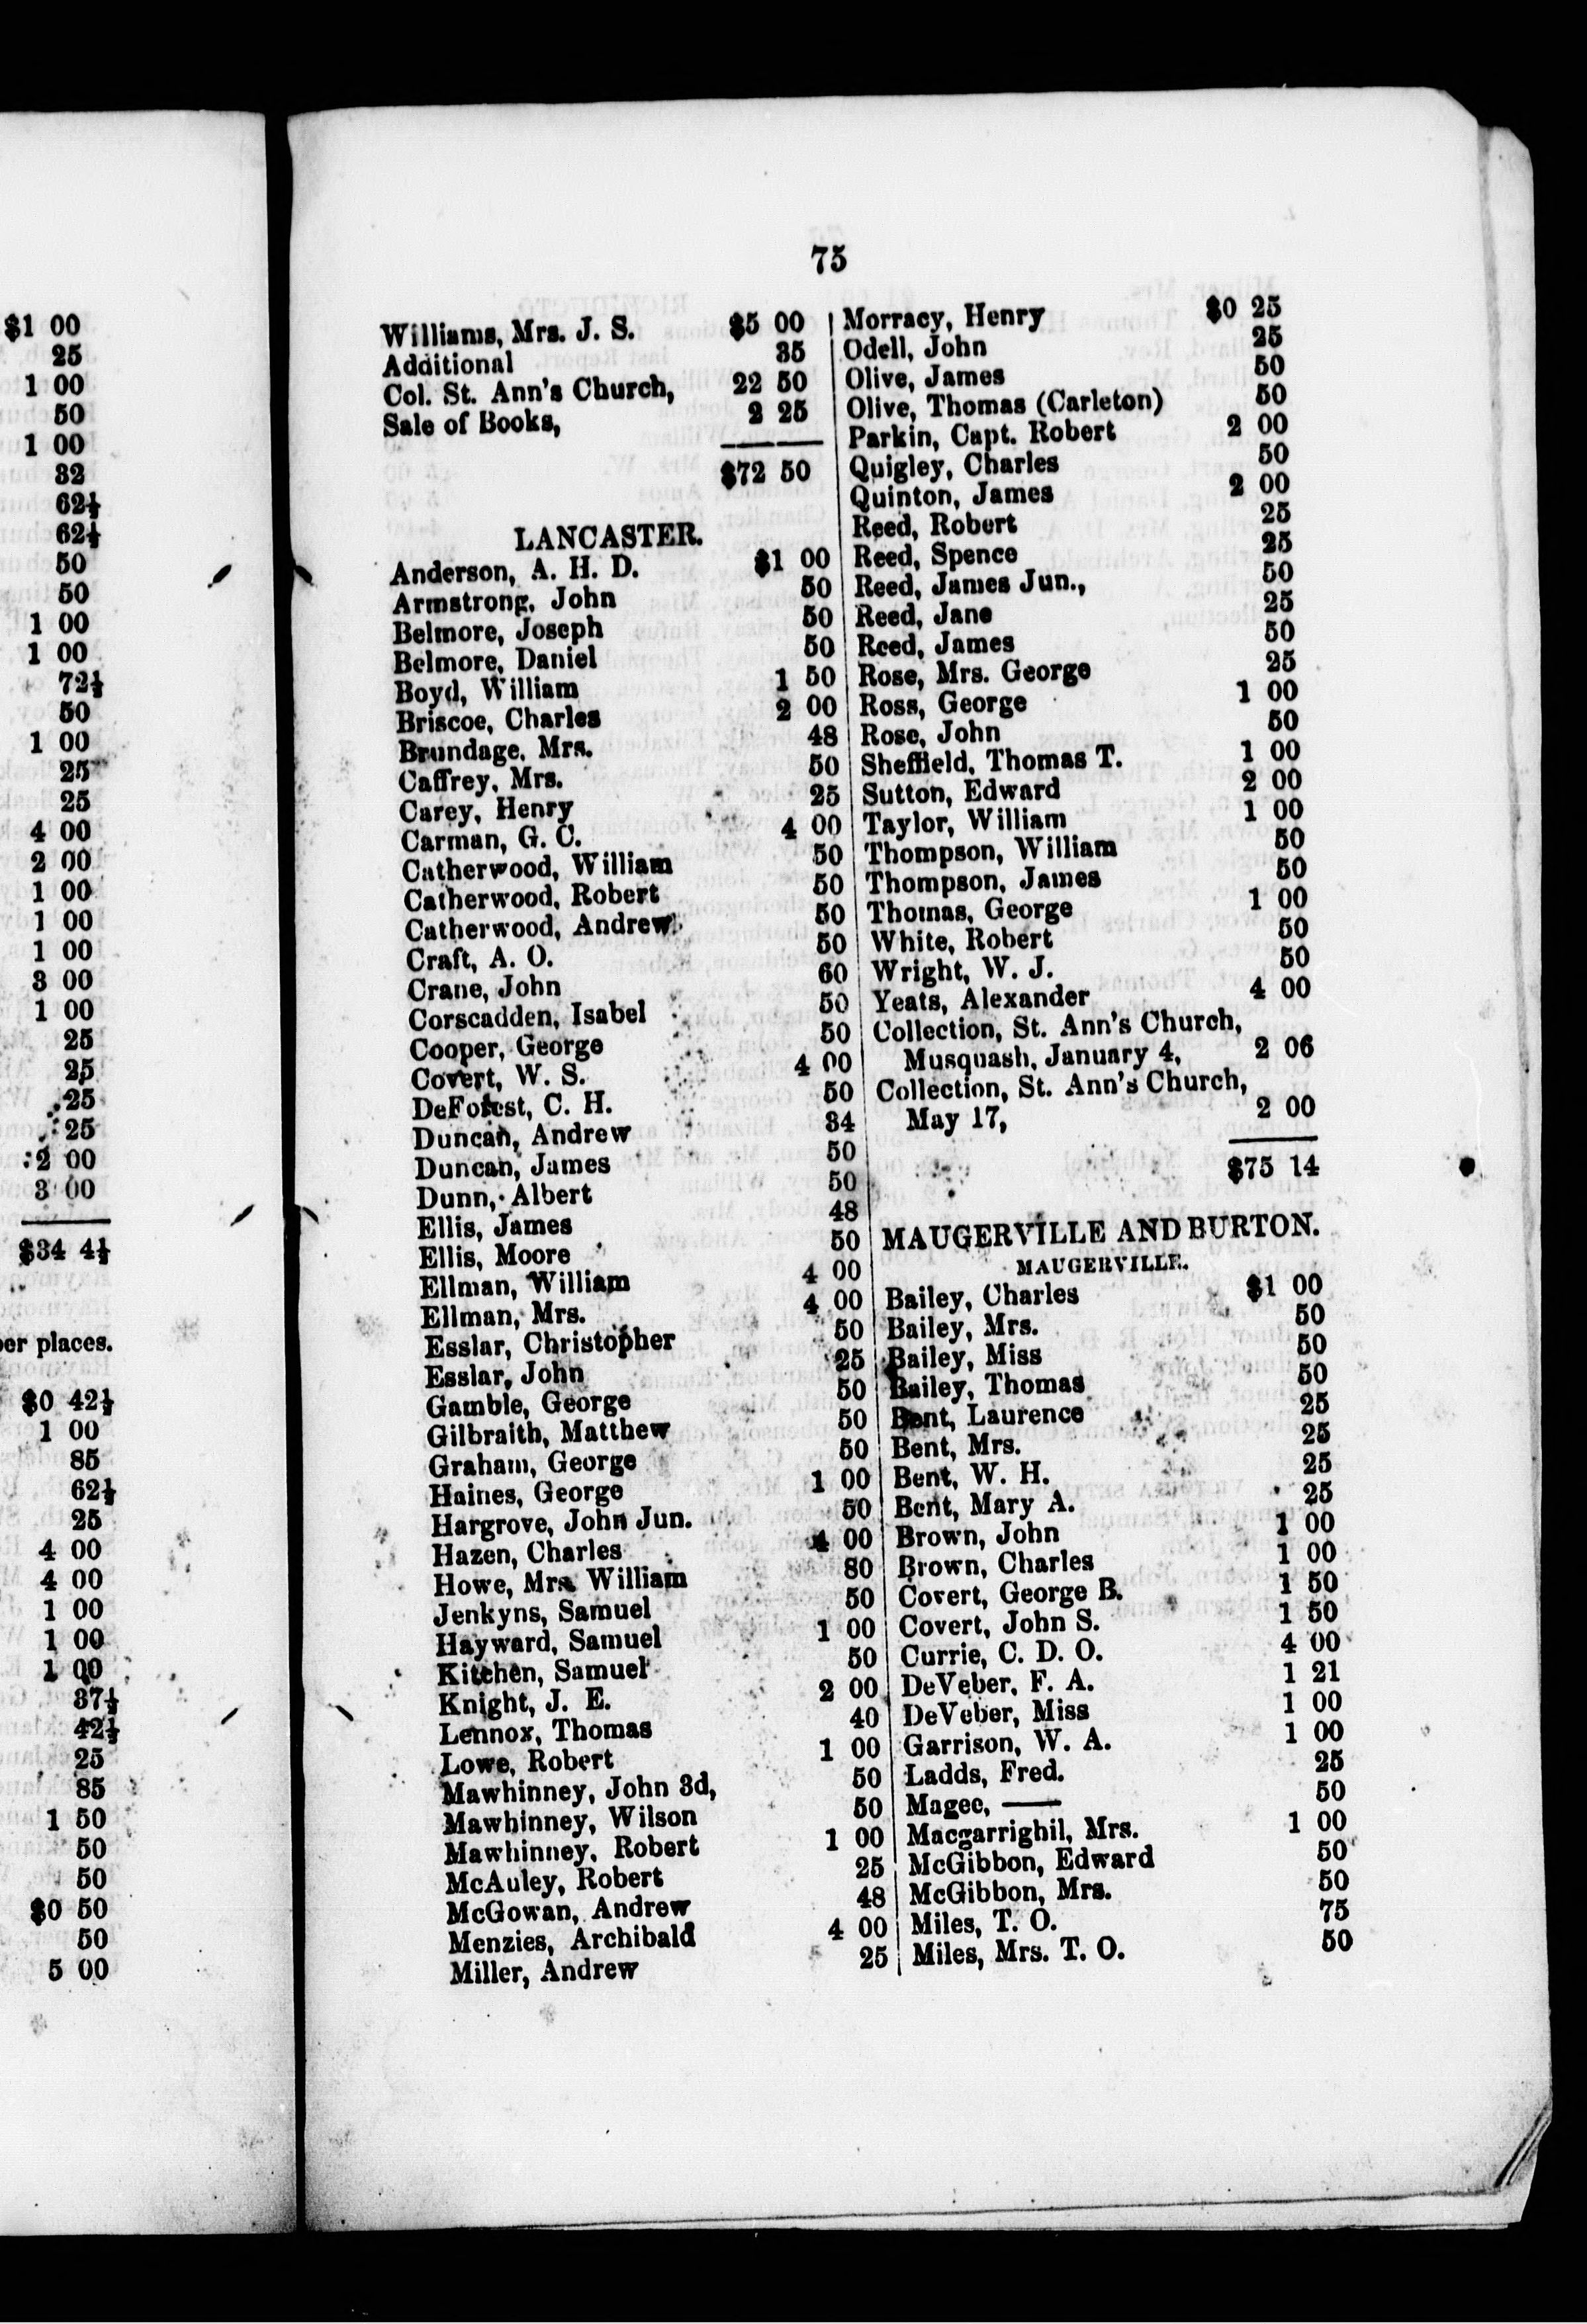 $1 00
25
1 00
50
1 00
32
62½
62½
50
50
1 00
1 00
72½
50
1 00
25
25
4 00
2 00
1 00
1 00
1 00
3 00
1 00
25
25
25
25
2 00
3 00
$34 4½
er places.
$0 42½
1 00
85
62½
25
4 00
4 00
1 00
1 00
1 00
37½
42½
25
85
1 50
50
50
$0 50
50
5 00
75
Williams, Mrs. J. S. $5 00
Additional 35
Col. St. Ann's Church, 22 50
Sale of Books, 2 25
$72 50
LANCASTER.
Anderson, A. H. D. $1 00
Armstrong, John 50
Belmore, Joseph 50
Belmore, Daniel 50
Boyd, William 1 50
Briscoe, Charles 2 00
Brundage, Mrs. 48
Caffrey, Mrs. 50
Carey, Henry 25
Carman, G. C. 4 00
Catherwood, William 50
Catherwood, Robert 50
Catherwood, Andrew 50
Craft, A. O. 50
Crane, John 60
Corscadden, Isabel 50
Cooper, George 50
Covert, W. S. 4 00
DeForest, C. H. 50
Duncan, Andrew 34
Duncan, James 50
Dunn, Albert 50
Ellis, James 48
Ellis, Moore 50
Ellman, William 4 00
Ellman, Mrs. 4 00
Esslar, Christopher 50
Esslar, John 25
Gamble, George 50
Gilbraith, Matthew 50
Graham, George 50
Haines, George 1 00
Hargrove, John Jun. 50
Hazen, Charles 4 00
Howe, Mrs. William 80
Jenkyns, Samuel 50
Hayward, Samuel 1 00
Kitchen, Samuel 50
Knight, J. E. 2 00
Lennox, Thomas 40
Lowe, Robert 1 00
Mawhinney, John 3d, 50
Mawhinney, Wilson 50
Mawhinney, Robert 1 00
McAuley, Robert 25
McGowan, Andrew 48
Menzies, Archibald 4 00
Miller, Andrew 25
Morracy, Henry $0 25
Odell, John 25
Olive, James 50
Olive, Thomas (Carleton) 50
Parkin, Capt. Robert 2 00
Quigley, Charles 50
Quinton, James 2 00
Reed, Robert 25
Reed, Spence 25
Reed, James Jun., 50
Reed, Jane 25
Reed, James 50
Rose, Mrs. George 25
Ross, George 1 00
Rose, John 50
Sheffield, Thomas T. 1 00
Sutton, Edward 2 00
Taylor, William 1 00
Thompson, William 50
Thompson, James 50
Thomas, George 1 00
White, Robert 50
Wright, W. J. 50
Yeats, Alexander 4 00
Collection, St. Ann's Church,
Musquash, January 4, 2 06
Collection, St. Ann's Church,
May 17, 2 00
$75 14
MAUGERVILLE AND BURTON.
MAUGERVILLE.
Bailey, Charles $1 00
Bailey, Mrs. 50
Bailey, Miss 50
Bailey, Thomas 50
Bent, Laurence 25
Bent, Mrs. 25
Bent, W. H. 25
Bent, Mary A. 25
Brown, John 1 00
Brown, Charles 1 00
Covert, George B. 1 50
Covert, John S. 1 50
Currie, C. D. O. 4 00
DeVeber, F. A. 1 21
DeVeber, Miss 1 00
Garrison, W. A. 1 00
Ladds, Fred. 25
Magee, —— 50
Macgarrighil, Mrs. 1 00
McGibbon, Edward 50
McGibbon, Mrs. 50
Miles, T. O. 75
Miles, Mrs. T. O. 50